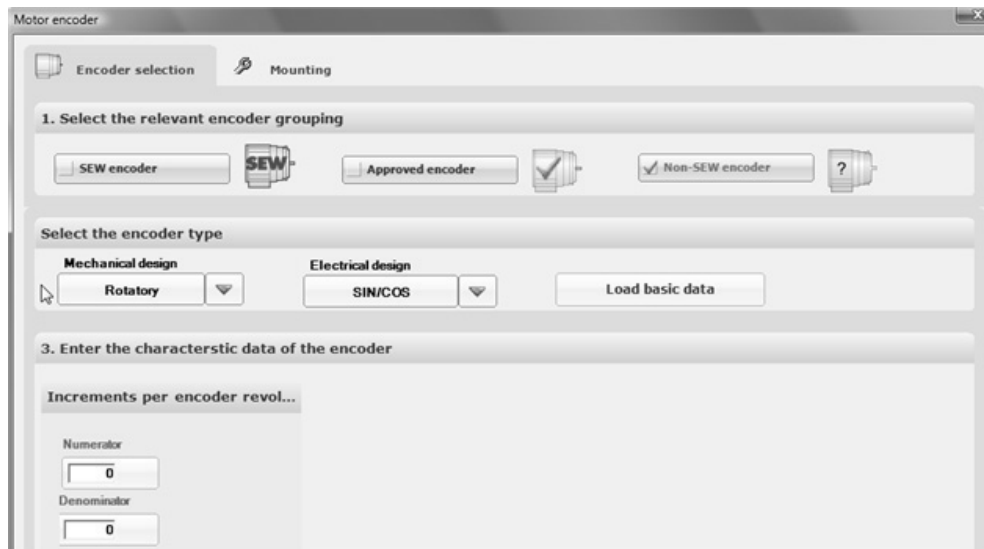 Motor encoder
Encoder selection Mounting
1. Select the relevant encoder grouping
SEW encoder SEW Approved encoder Non-SEW encoder ?
Select the encoder type
Mechanical design Electrical design
Rotatory SIN/COS Load basic data
3. Enter the characterstic data of the encoder
Increments per encoder revol...
Numerator
0
Denominator
0